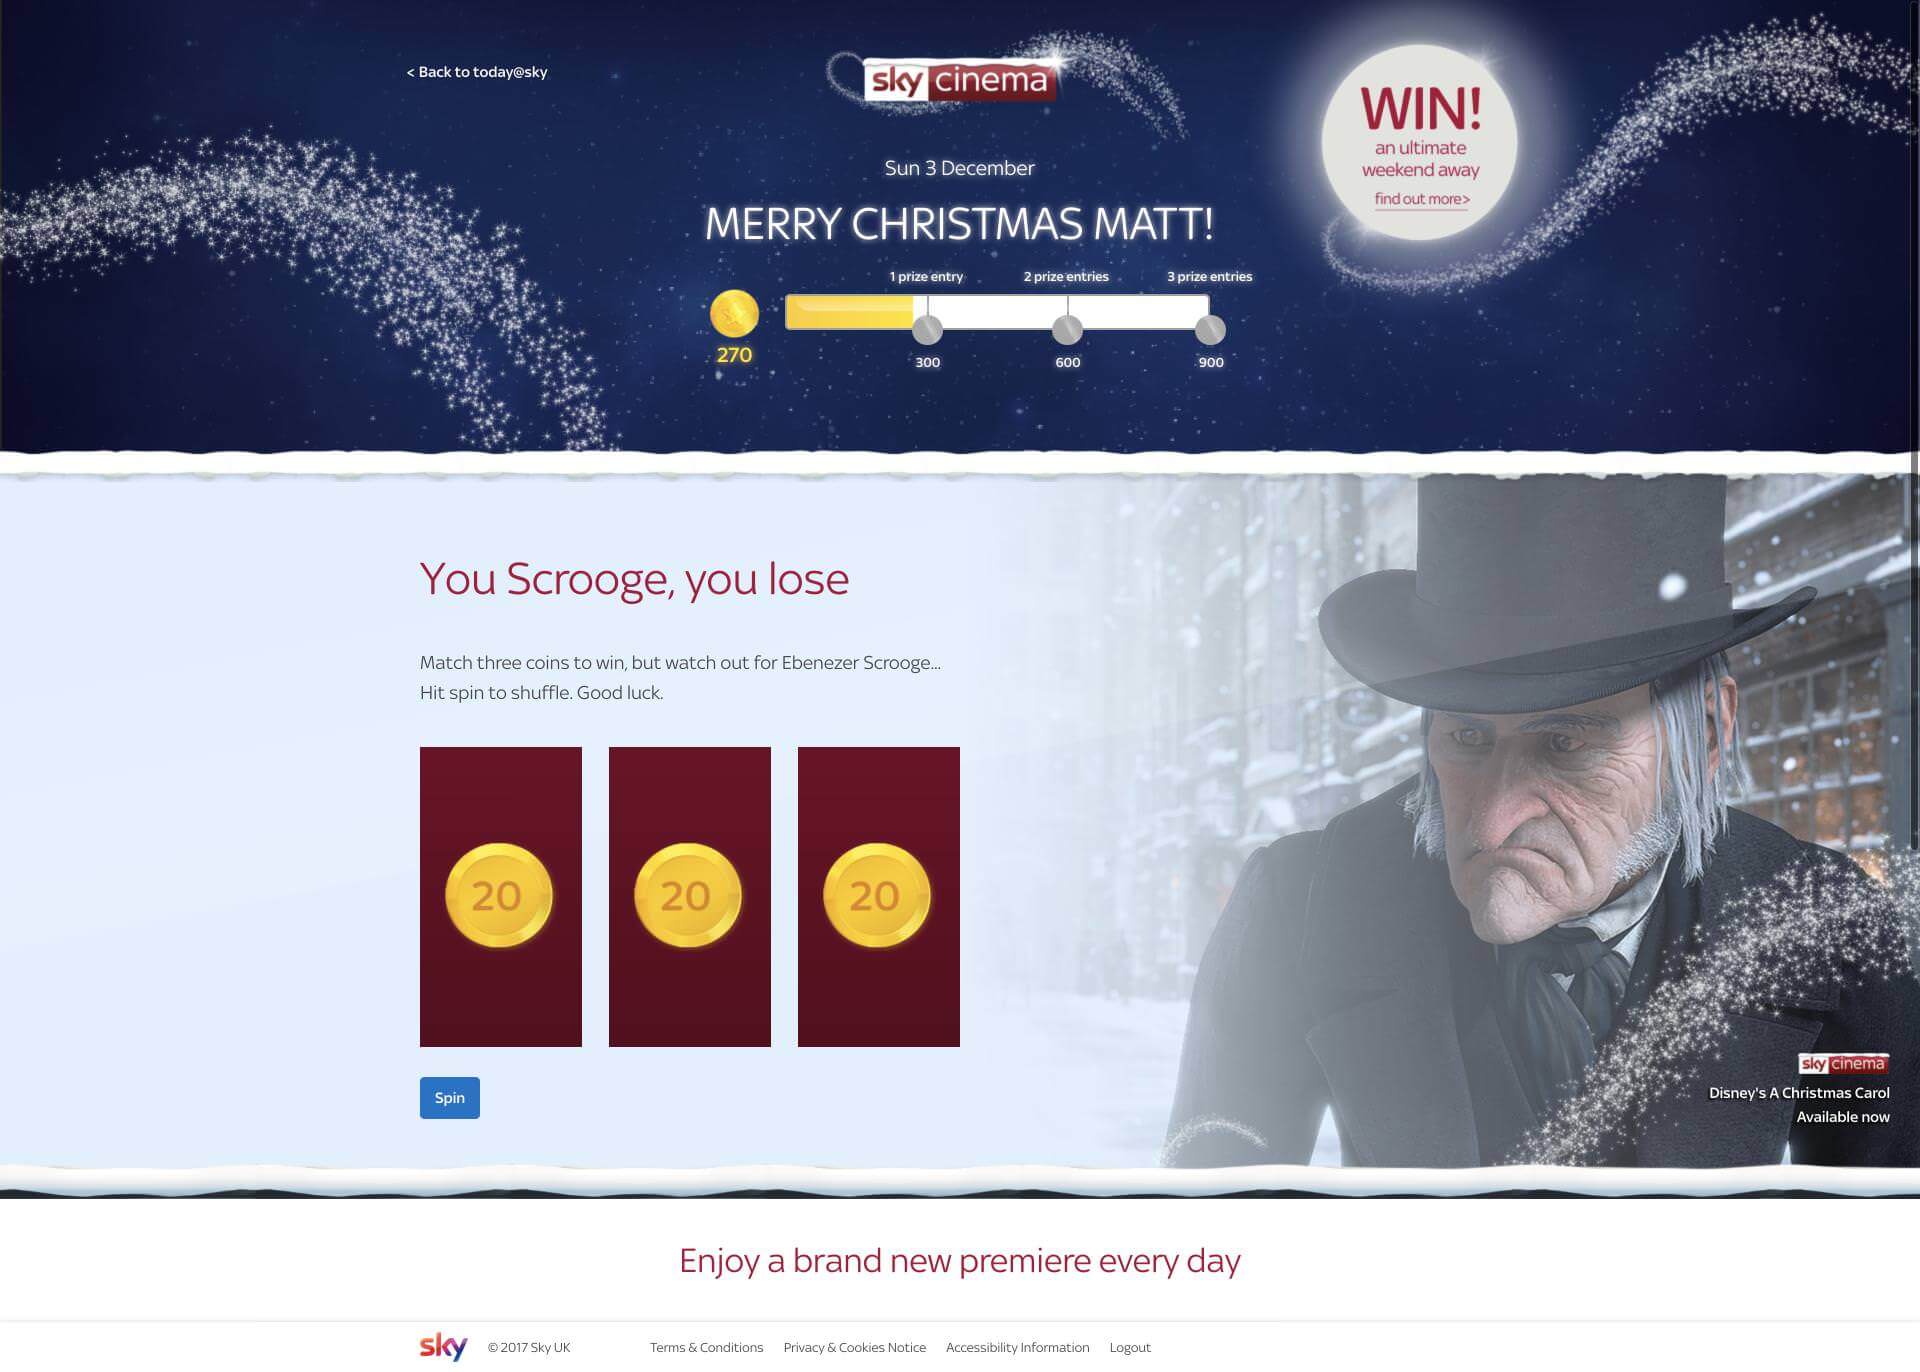 < Back to today@sky
sky cinema
WIN!
an ultimate
weekend away
find out more>
Sun 3 December
MERRY CHRISTMAS MATT!
1 prize entry 2 prize entries 3 prize entries
270
300 600 900
You Scrooge, you lose
Match three coins to win, but watch out for Ebenezer Scrooge...
Hit spin to shuffle. Good luck.
20 20 20
Spin
sky cinema
Disney's A Christmas Carol
Available now
Enjoy a brand new premiere every day
sky © 2017 Sky UK Terms & Conditions Privacy & Cookies Notice Accessibility Information Logout